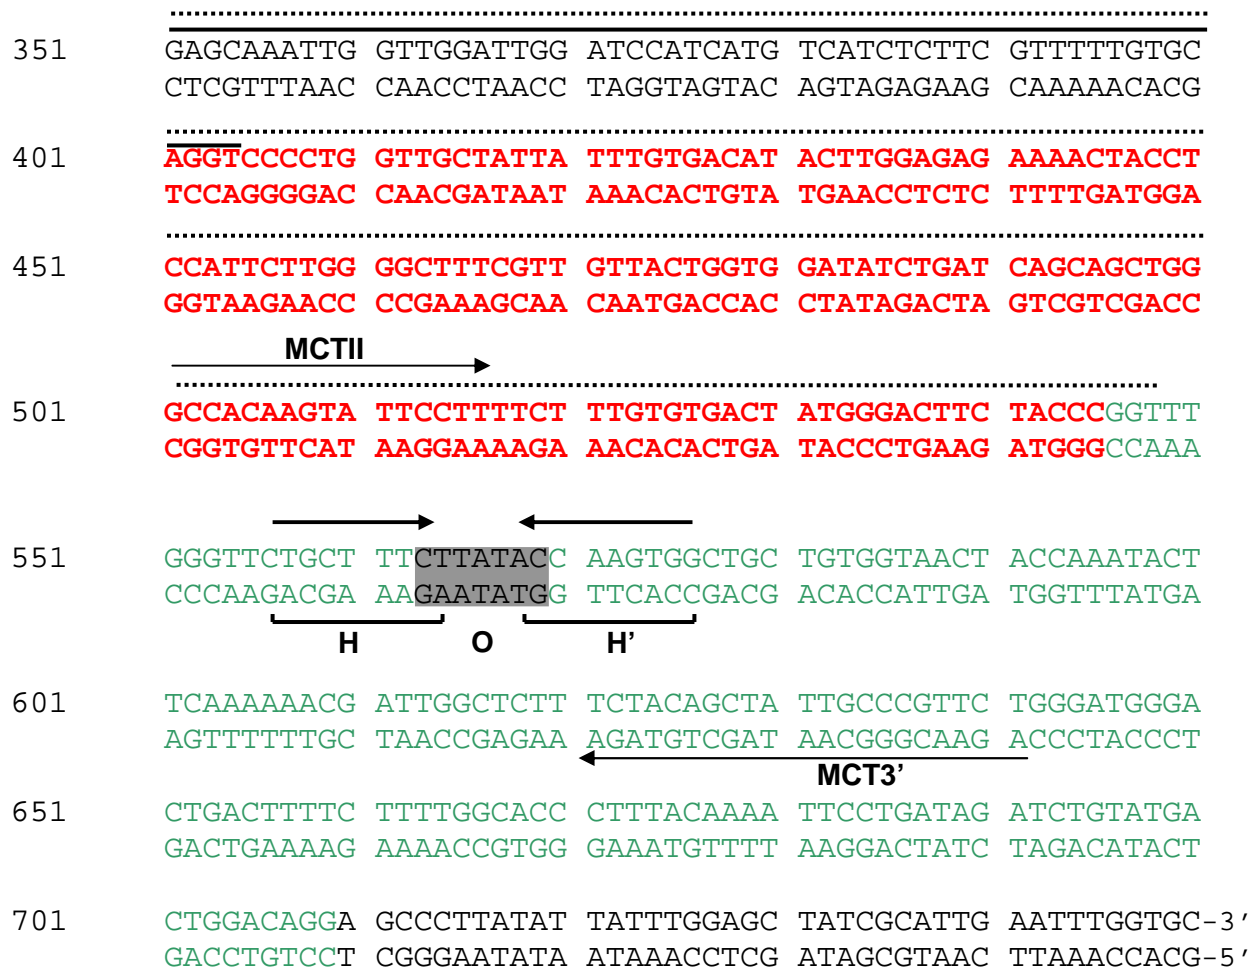 351 GAGCAAATTG GTTGGATTGG ATCCATCATG TCATCTCTTCG GTTTTTGTGC
CTCGTTTAAC CAACCTAACC TAGGTAGTAC AGTAGAGAAG CAAAAACACG
401 AGGTCCCCTG GTTGCTATTA TTTGTGACAT ACTTGGAGAG AAAACTACCT
TCCAGGGGAC CAACGATAAT AAACACTGTA TGAACCTCTC TTTTGATGGA
451 CCATTCTTGG GGCTTTCGTT GTTACTGGTG GATATCTGAT CAGCAGCTGG
GGTAAGAACC CCGAAAGCAA CAATGACCAC CTATAGACTA GTCGTCGACC
MCTII
501 GCCACAAGTA TTCCTTTTCT TTGTGTGACT ATGGGACTTC TACCCGGTTT
CGGTGTTCAT AAGGAAAAGA AACACACTGA TACCCTGAAG ATGGGCCAAA
551 GGGTTCTGCT TTCTTATACC AAGTGGCTGC TGTGGTAACT ACCAAATACT
CCCAAGACGA AAGAATATGG TTCACCGACG ACACCATTGA TGGTTTATGA
H O H’
601 TCAAAAAACG ATTGGCTCTT TCTACAGCTA TTGCCCGTTC TGGGATGGGA
AGTTTTTTGC TAACCGAGAA AGATGTCGAT AACGGGCAAG ACCCTACCCT
MCT3’
651 CTGACTTTTC TTTTGGCACC CTTTACAAAA TTCCTGATAG ATCTGTATGA
GACTGAAAAG AAAACCGTGG GAAATGTTTT AAGGACTATC TAGACATACT
701 CTGGACAGGA GCCCTTATAT TATTTGGAGC TATCGCATTG AATTTGGTGC-3′
GACCTGTCCT CGGGAATATA ATAAACCTCG ATAGCGTAAC TTAAACCACG-5′